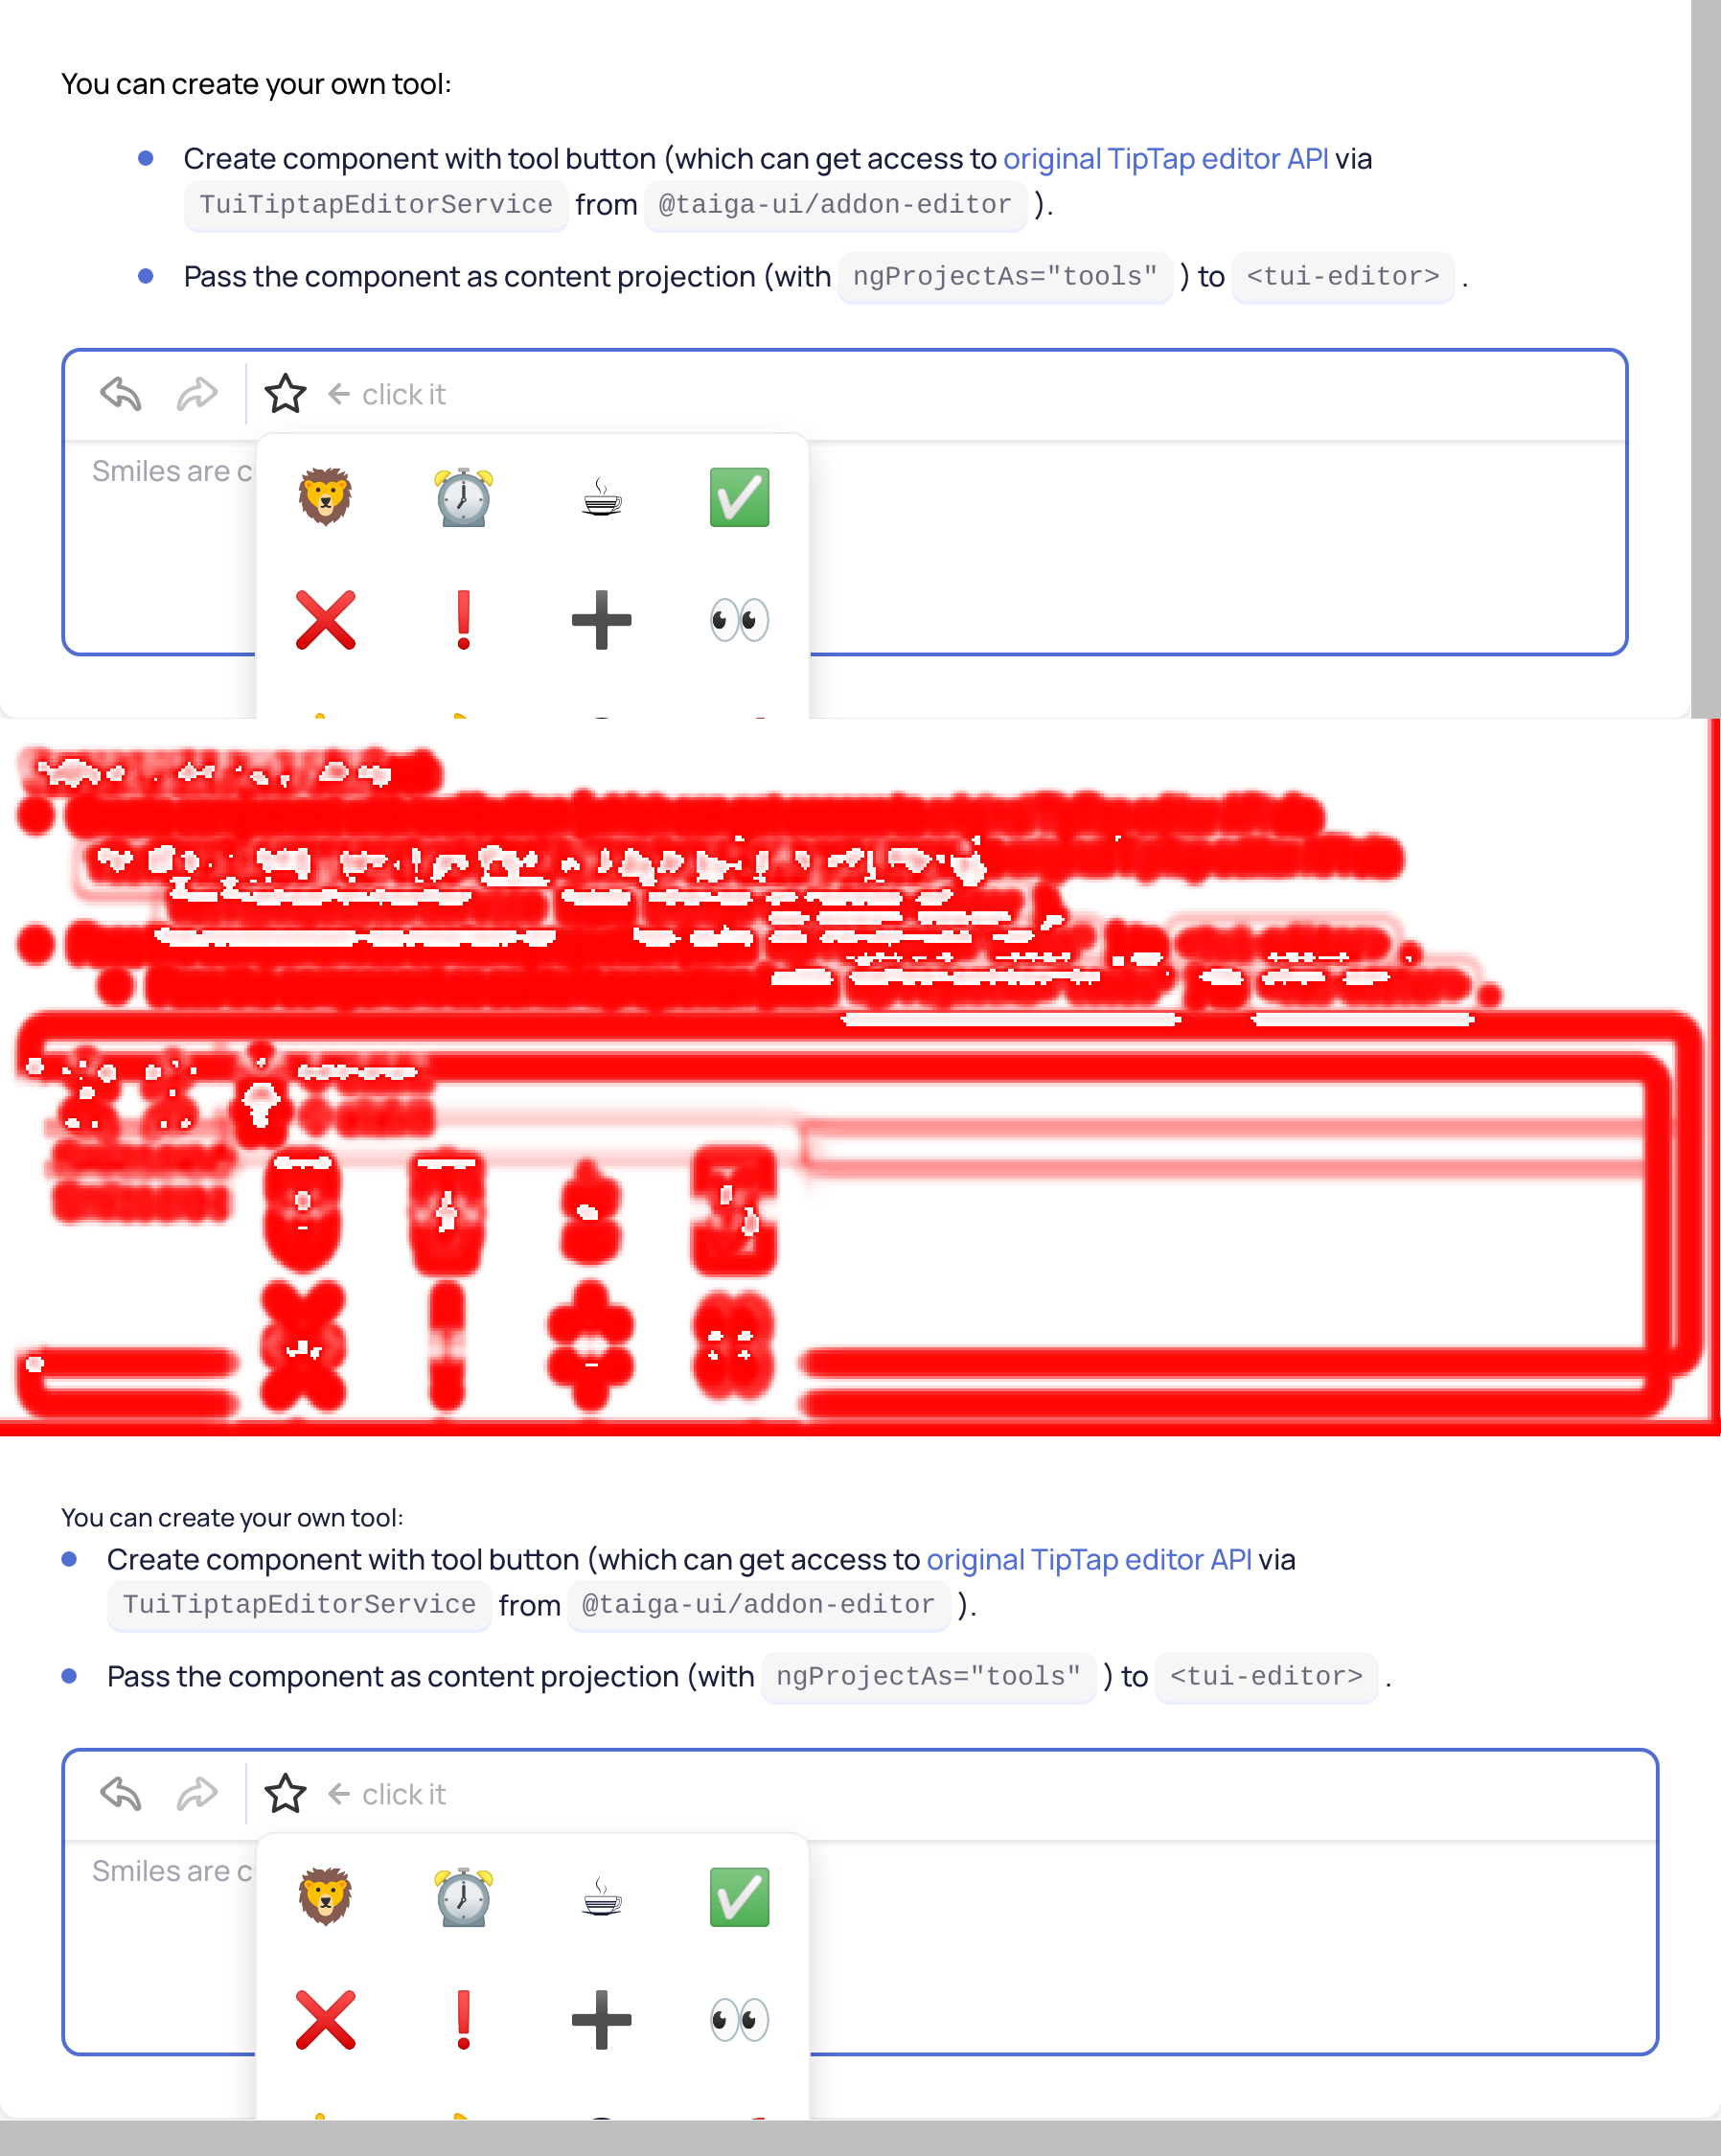 You can create your own tool:
Create component with tool button (which can get access to original TipTap editor API via
TuiTiptapEditorService from @taiga-ui/addon-editor ).
Pass the component as content projection (with ngProjectAs="tools" ) to <tui-editor> .
← click it
Smiles are c
You can create your own tool:
Create component with tool button (which can get access to original TipTap editor API via
TuiTiptapEditorService from @taiga-ui/addon-editor ).
Pass the component as content projection (with ngProjectAs="tools" ) to <tui-editor> .
← click it
Smiles are c